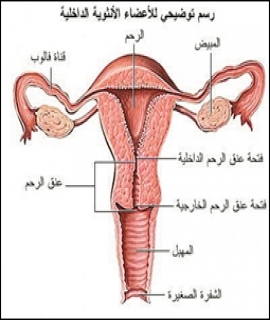 رسم توضيحي للأعضاء الأنثوية الداخلية
الرحم
المبيض
قناة فالوب
فتحة عنق الرحم الداخلية
عنق الرحم
فتحة عنق الرحم الخارجية
المهبل
الشفرة الصغيرة